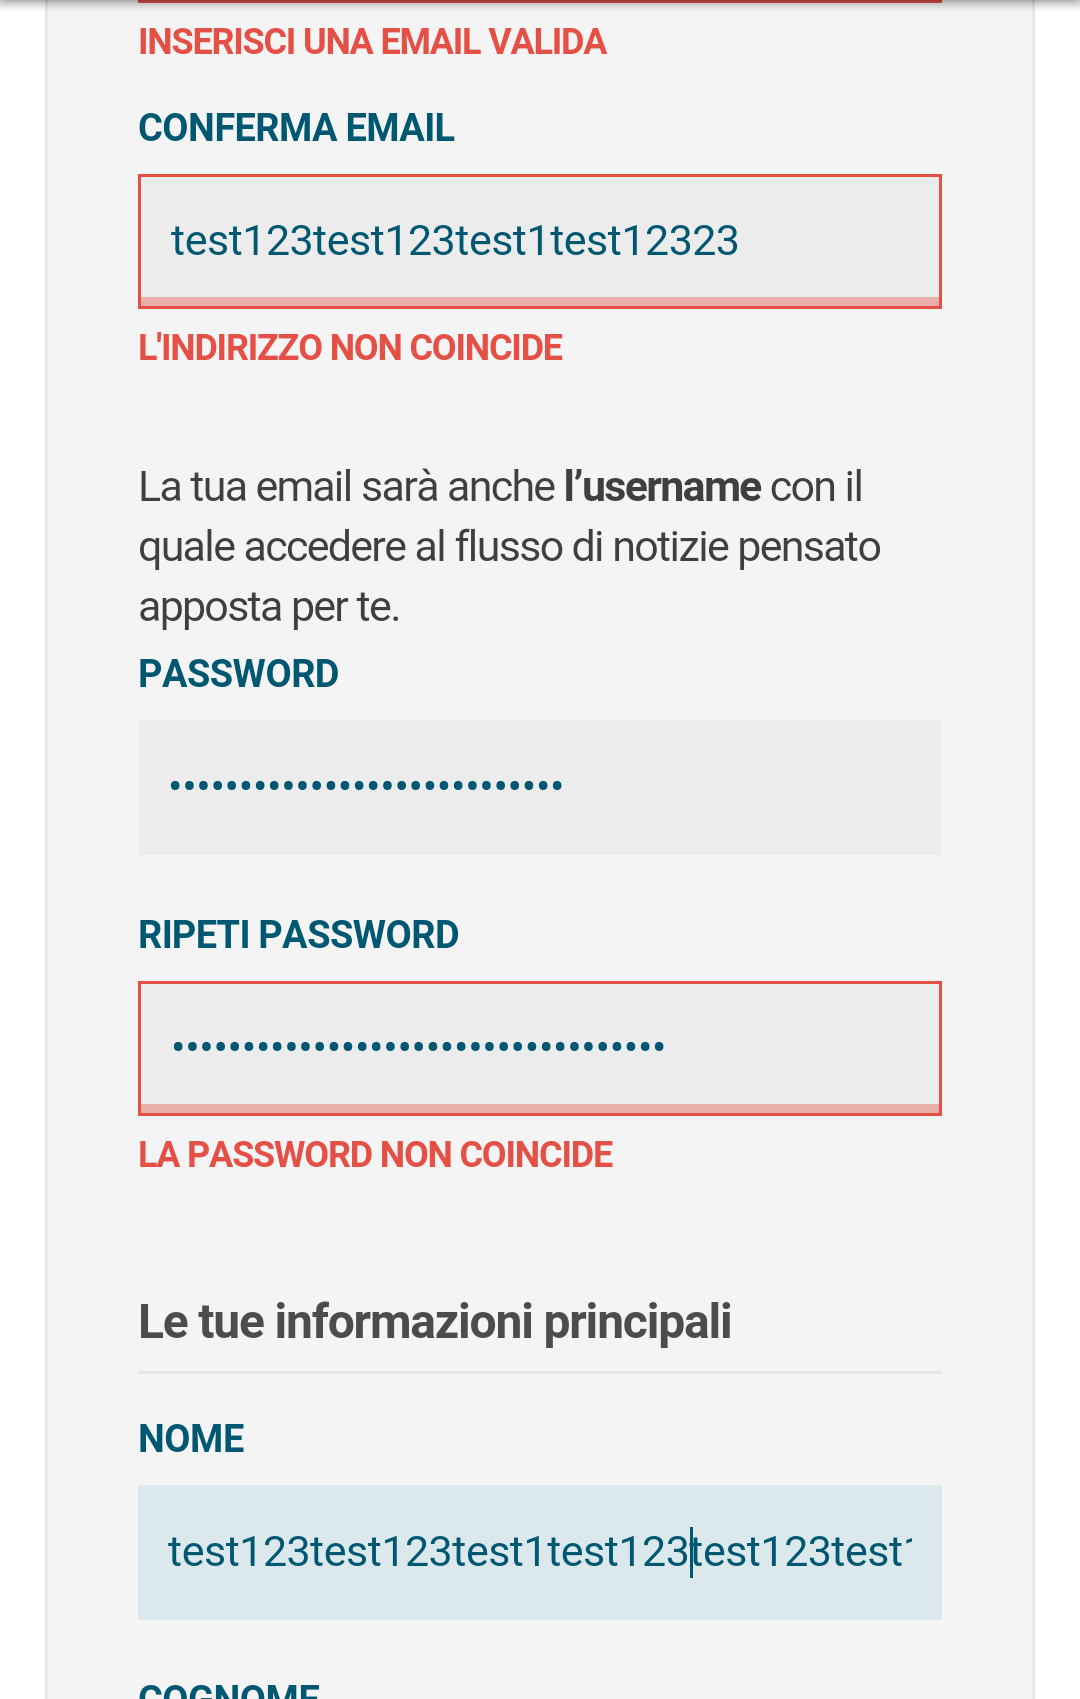 INSERISCI UNA EMAIL VALIDA
CONFERMA EMAIL
test123test123test1test12323
L'INDIRIZZO NON COINCIDE
La tua email sarà anche l’username con il
quale accedere al flusso di notizie pensato
apposta per te.
PASSWORD
••••••••••••••••••••••••••••
RIPETI PASSWORD
•••••••••••••••••••••••••••••••••••
LA PASSWORD NON COINCIDE
Le tue informazioni principali
NOME
test123test123test1test123test123test1
COGNOME